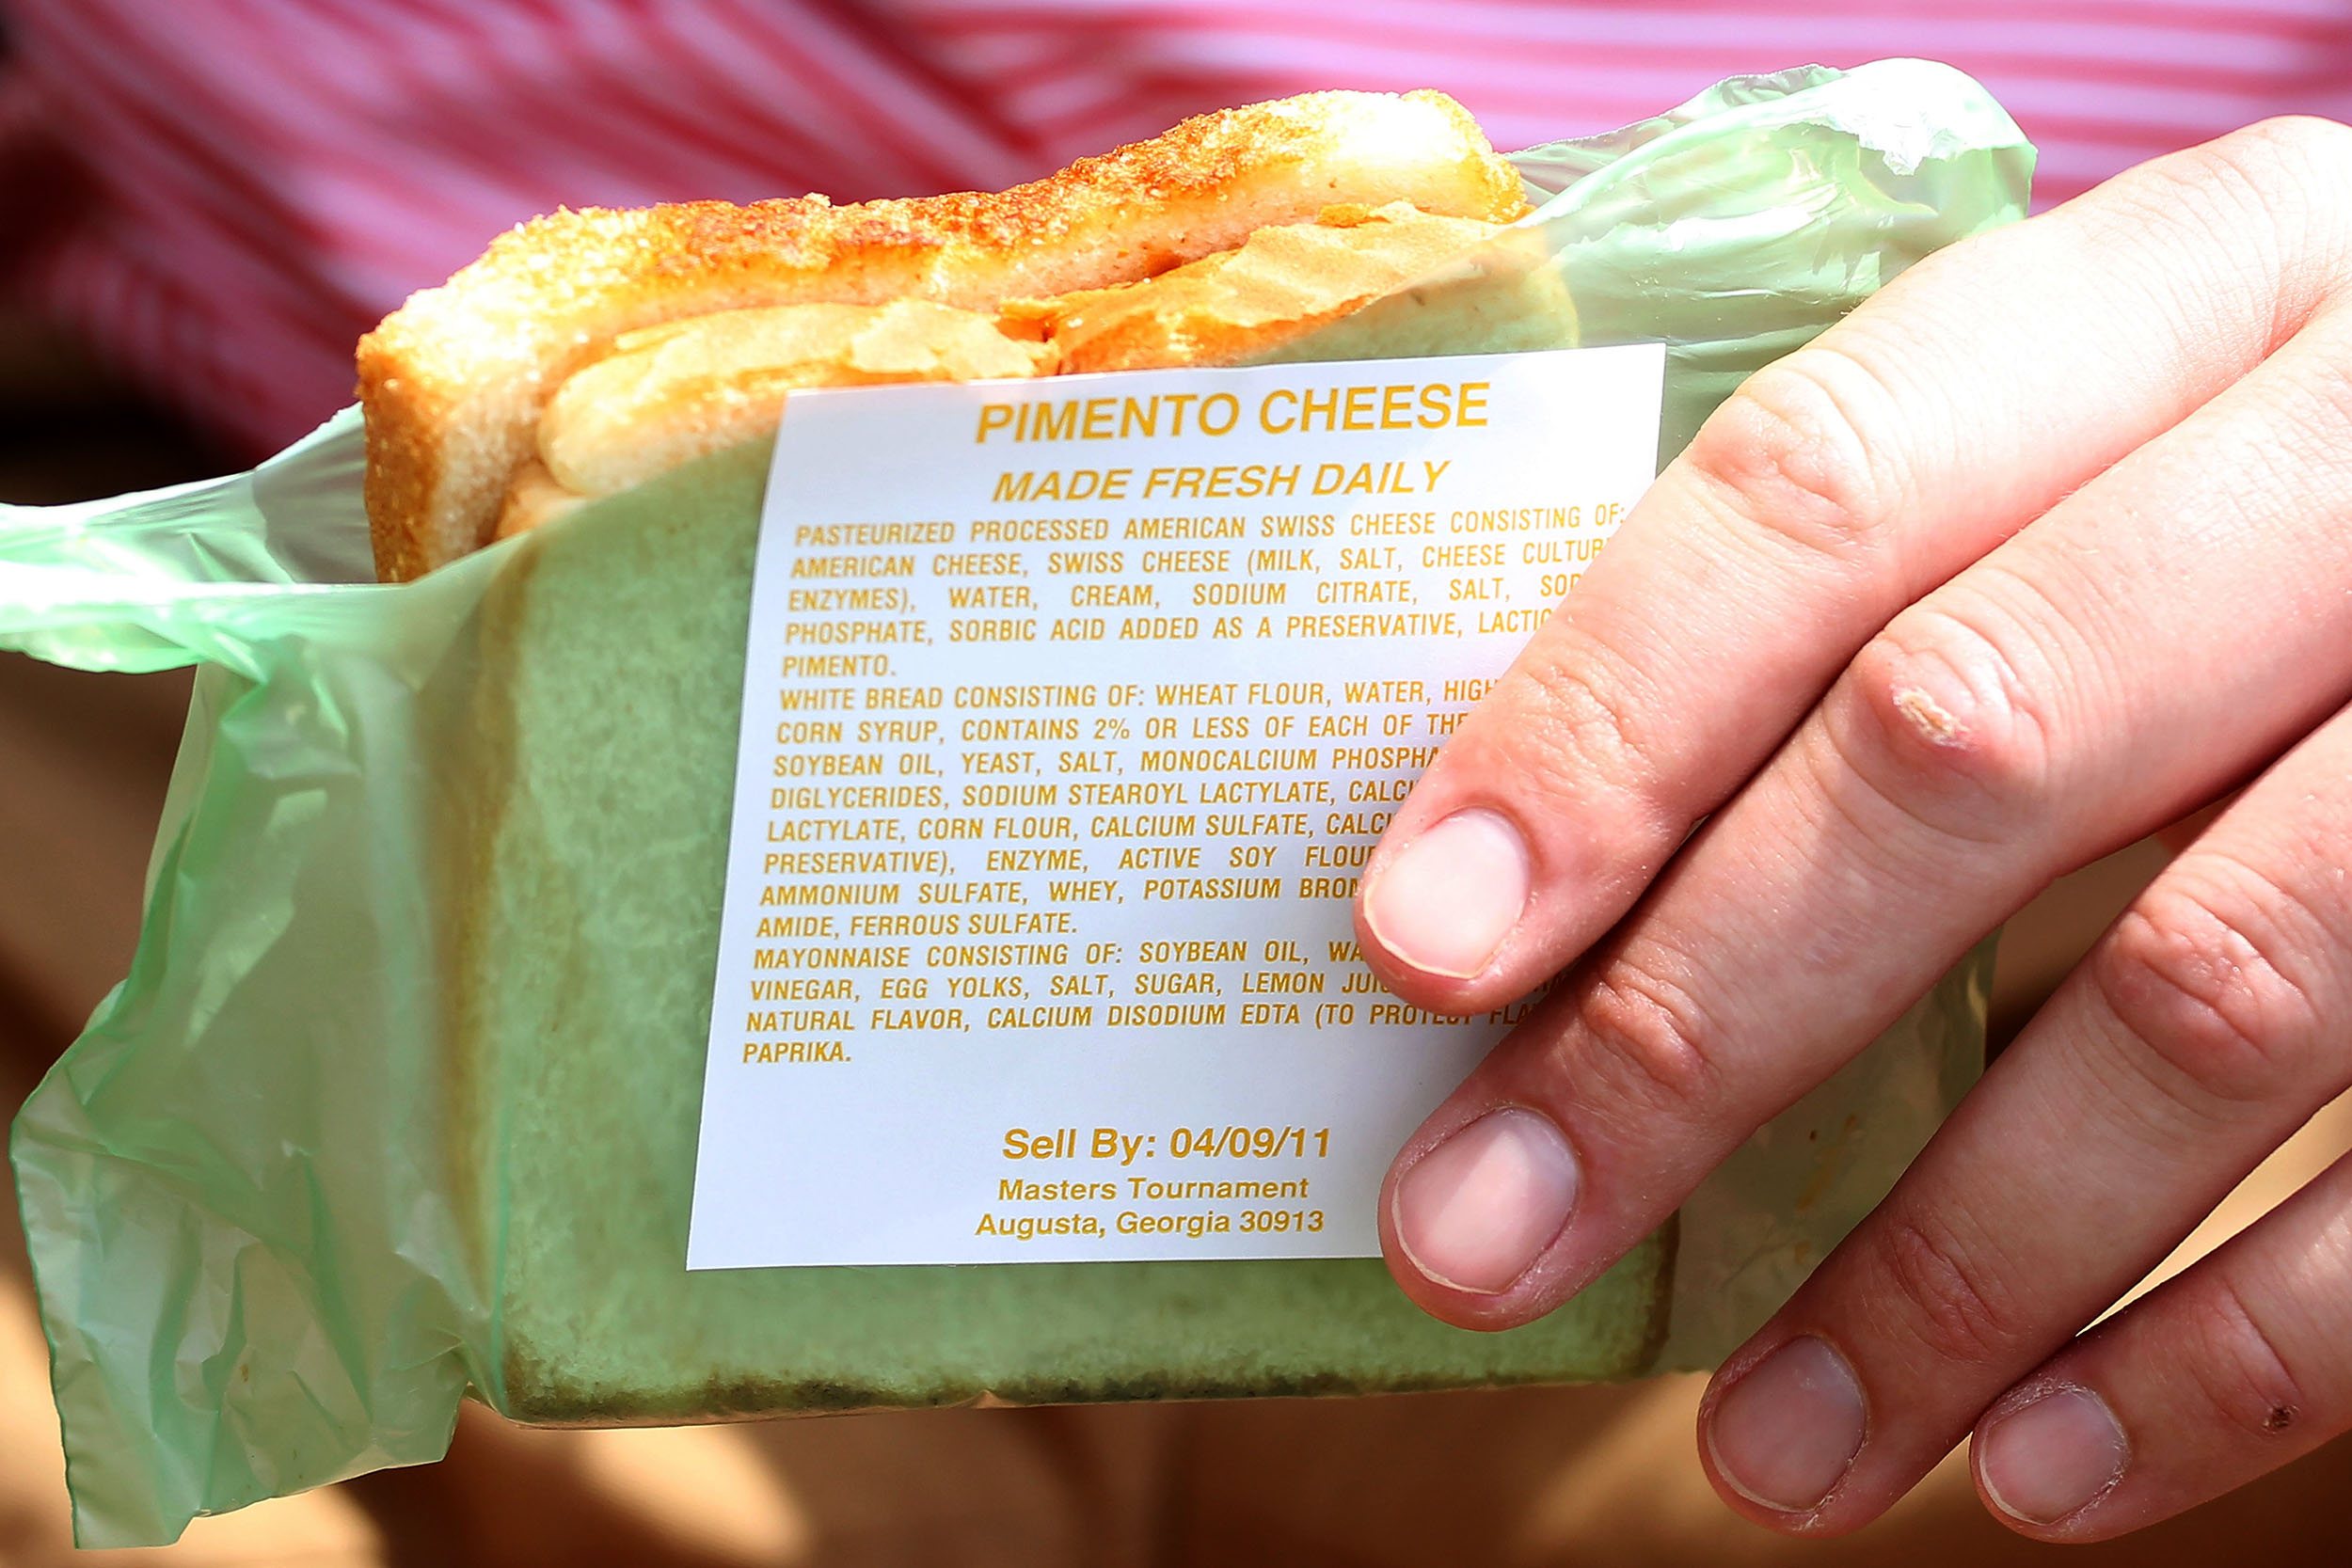 PIMENTO CHEESE
MADE FRESH DAILY
PASTEURIZED PROCESSED AMERICAN SWISS CHEESE CONSISTING OF:
AMERICAN CHEESE, SWISS CHEESE (MILK, SALT, CHEESE
ENZYMES), WATER, CREAM, SODIUM CITRATE, SALT,
PHOSPHATE, SORBIC ACID ADDED AS A PRESERVATIVE,
PIMENTO.
WHITE BREAD CONSISTING OF: WHEAT FLOUR, WATER,
CORN SYRUP, CONTAINS 2% OR LESS OF EACH OF
SOYBEAN OIL, YEAST, SALT, MONOCALCIUM
DIGLYCERIDES, SODIUM STEAROYL LACTYLATE,
LACTYLATE, CORN FLOUR, CALCIUM SULFATE,
PRESERVATIVE), ENZYME, ACTIVE SOY
AMMONIUM SULFATE, WHEY, POTASSIUM
AMIDE, FERROUS SULFATE.
MAYONNAISE CONSISTING OF: SOYBEAN OIL,
VINEGAR, EGG YOLKS, SALT, SUGAR, LEMON
NATURAL FLAVOR, CALCIUM DISODIUM EDTA (TO PROTECT
PAPRIKA.
Sell By: 04/09/11
Masters Tournament
Augusta, Georgia 30913